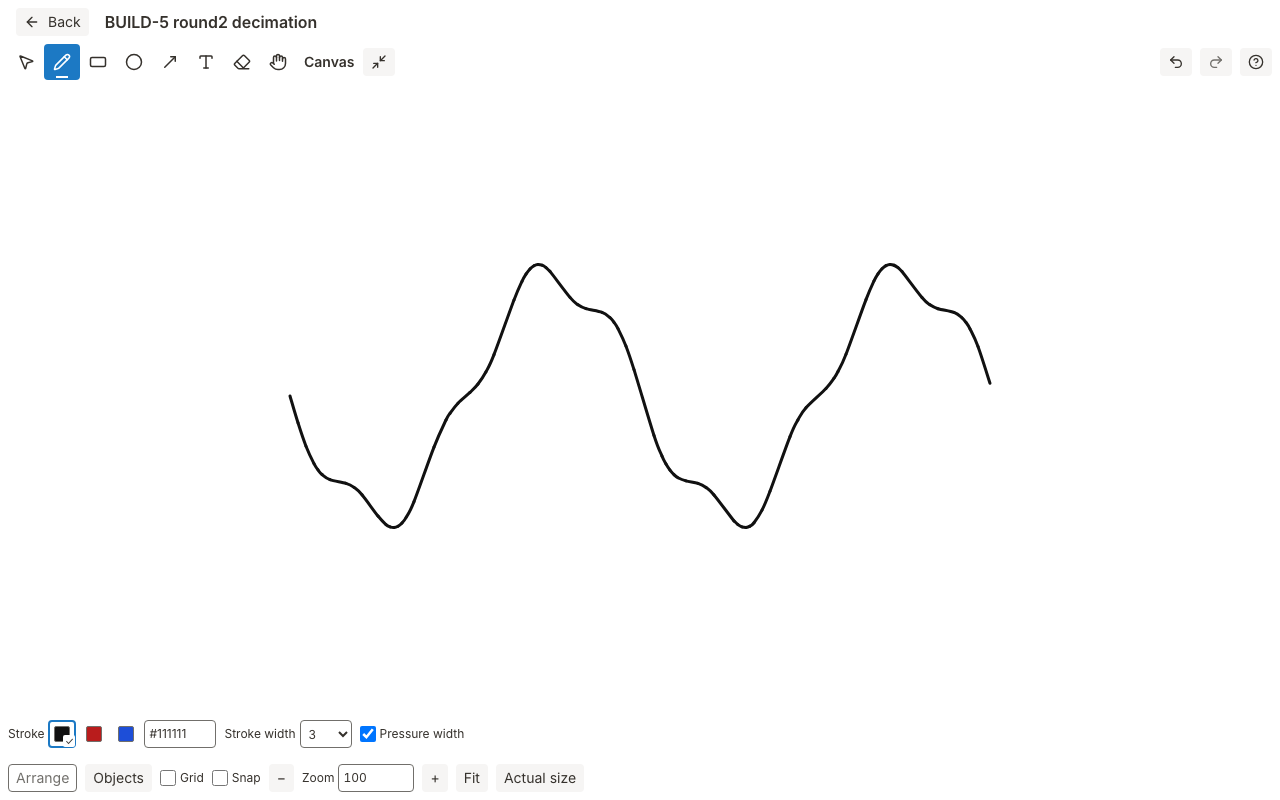 Back BUILD-5 round2 decimation
Canvas
Stroke #111111 Stroke width 3 Pressure width
Arrange Objects Grid Snap − Zoom 100 + Fit Actual size